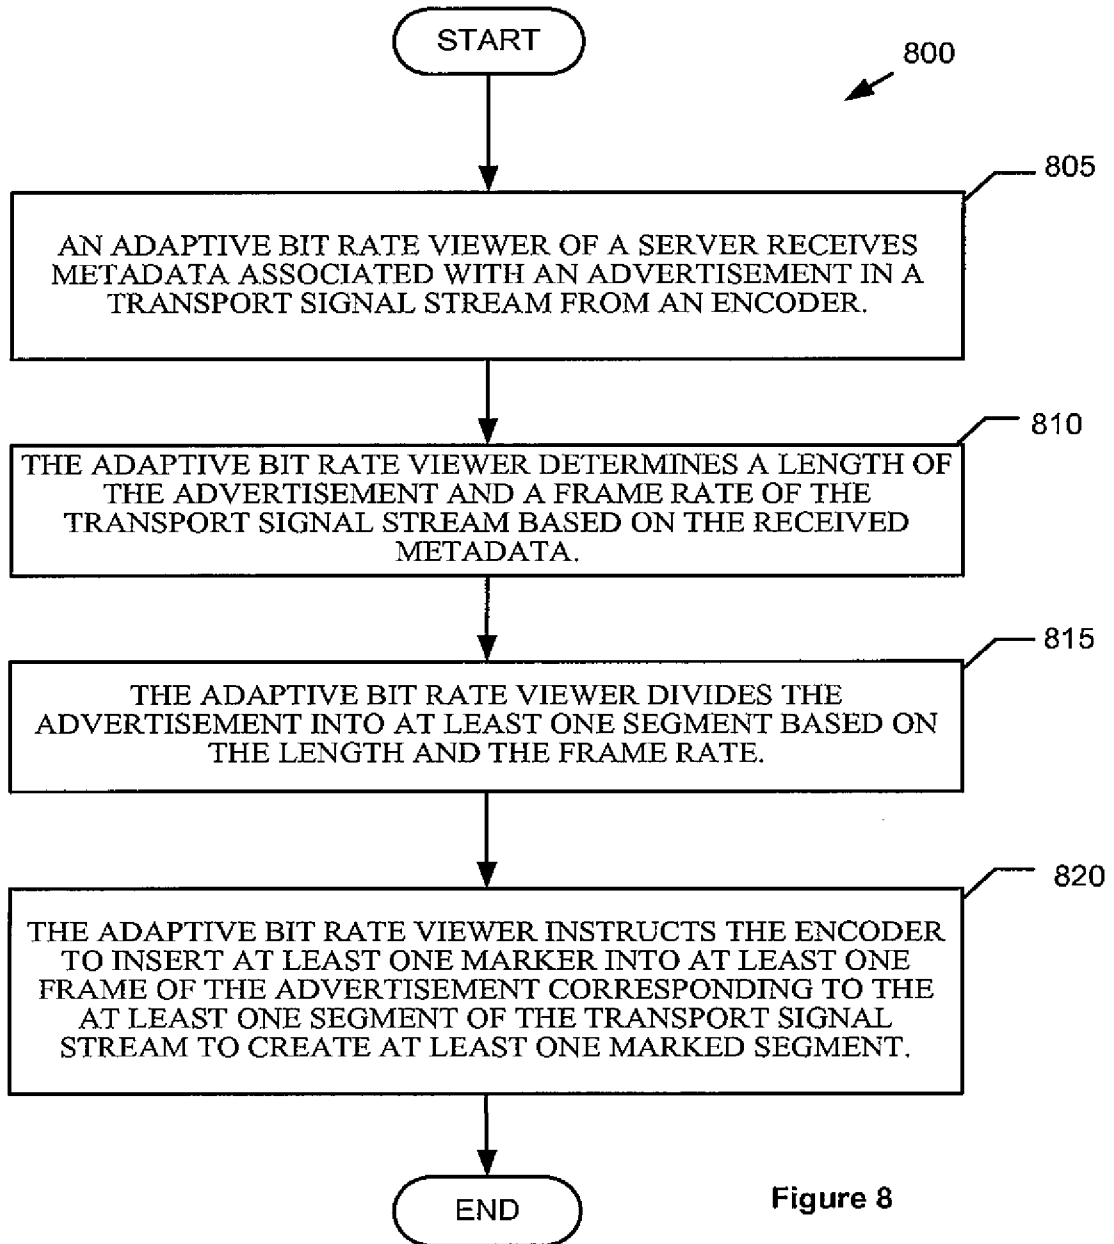 START
800
805
AN ADAPTIVE BIT RATE VIEWER OF A SERVER RECEIVES
METADATA ASSOCIATED WITH AN ADVERTISEMENT IN A
TRANSPORT SIGNAL STREAM FROM AN ENCODER.
810
THE ADAPTIVE BIT RATE VIEWER DETERMINES A LENGTH OF
THE ADVERTISEMENT AND A FRAME RATE OF THE
TRANSPORT SIGNAL STREAM BASED ON THE RECEIVED
METADATA.
815
THE ADAPTIVE BIT RATE VIEWER DIVIDES THE
ADVERTISEMENT INTO AT LEAST ONE SEGMENT BASED ON
THE LENGTH AND THE FRAME RATE.
820
THE ADAPTIVE BIT RATE VIEWER INSTRUCTS THE ENCODER
TO INSERT AT LEAST ONE MARKER INTO AT LEAST ONE
FRAME OF THE ADVERTISEMENT CORRESPONDING TO THE
AT LEAST ONE SEGMENT OF THE TRANSPORT SIGNAL
STREAM TO CREATE AT LEAST ONE MARKED SEGMENT.
END
Figure 8